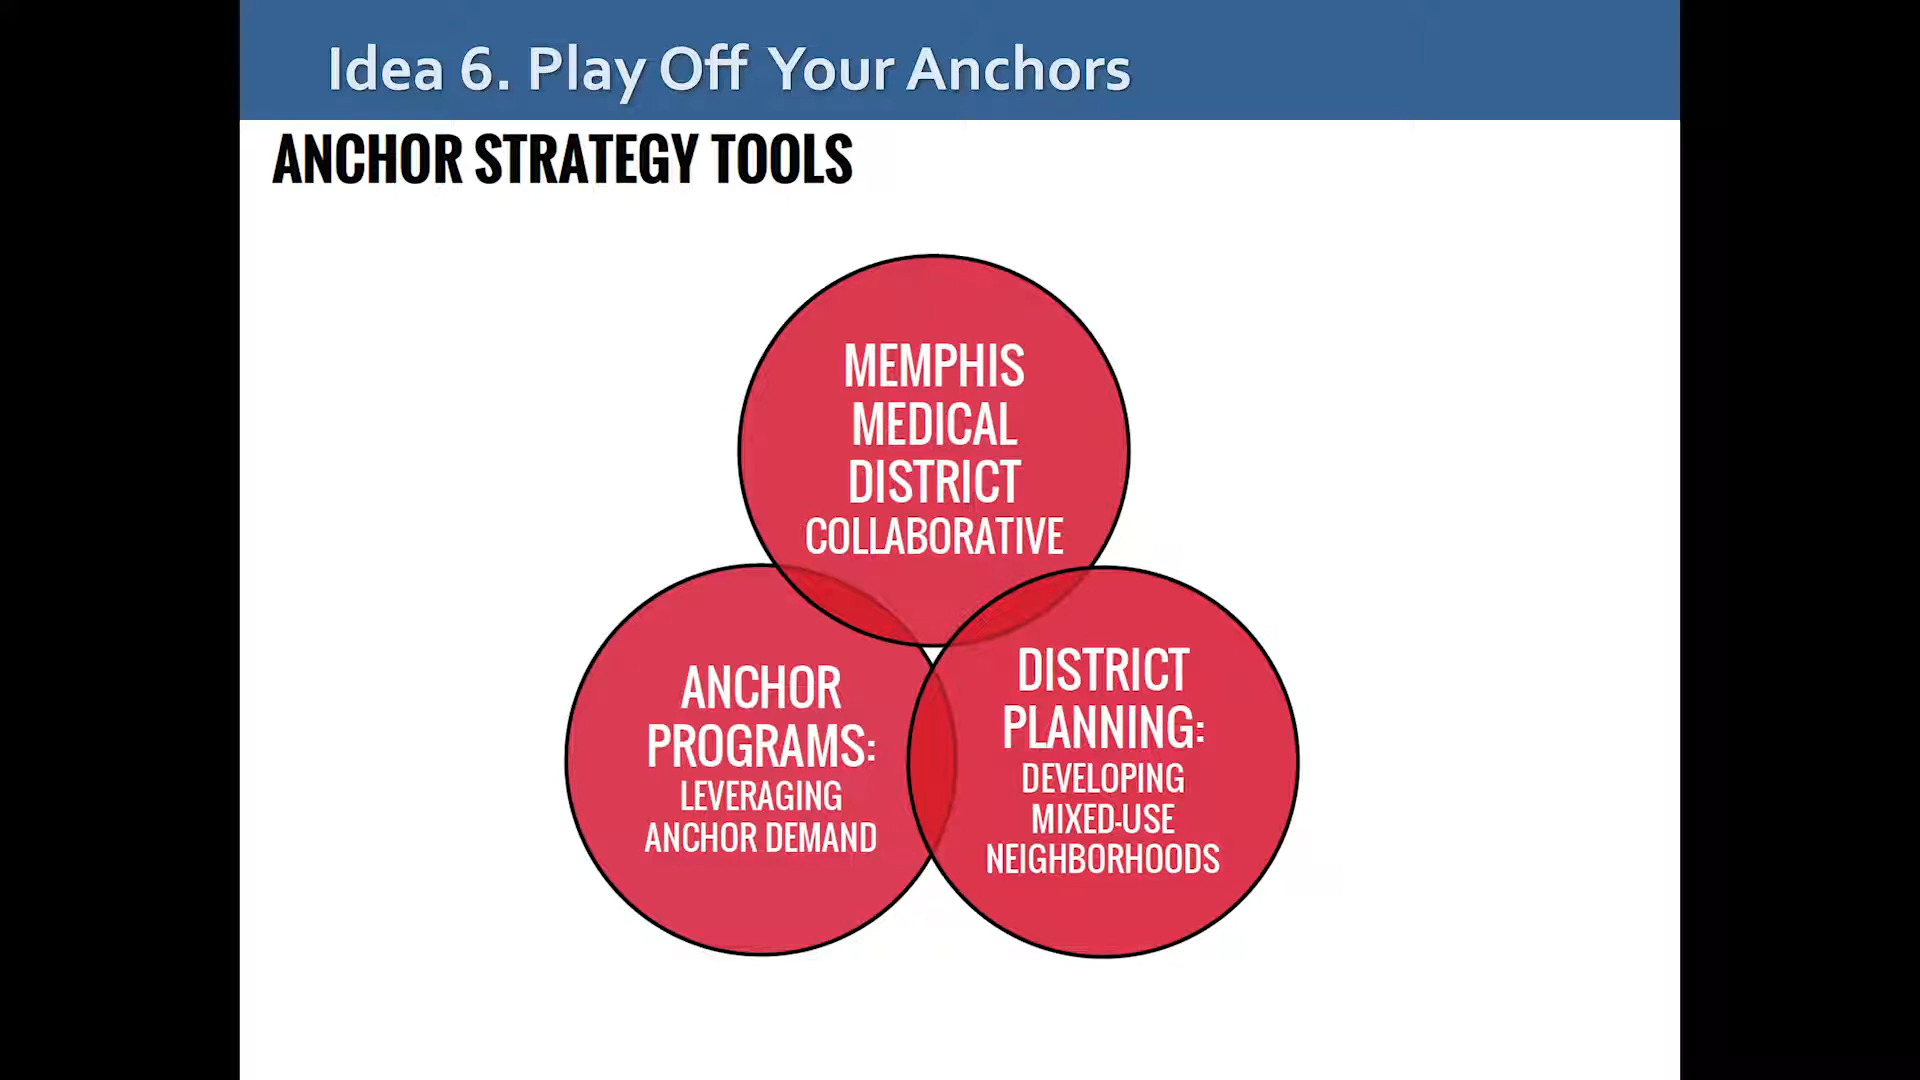 Idea 6. Play Off Your Anchors
ANCHOR STRATEGY TOOLS
MEMPHIS
MEDICAL
DISTRICT
COLLABORATIVE
ANCHOR
PROGRAMS:
LEVERAGING
ANCHOR DEMAND
DISTRICT
PLANNING:
DEVELOPING
MIXED-USE
NEIGHBORHOODS